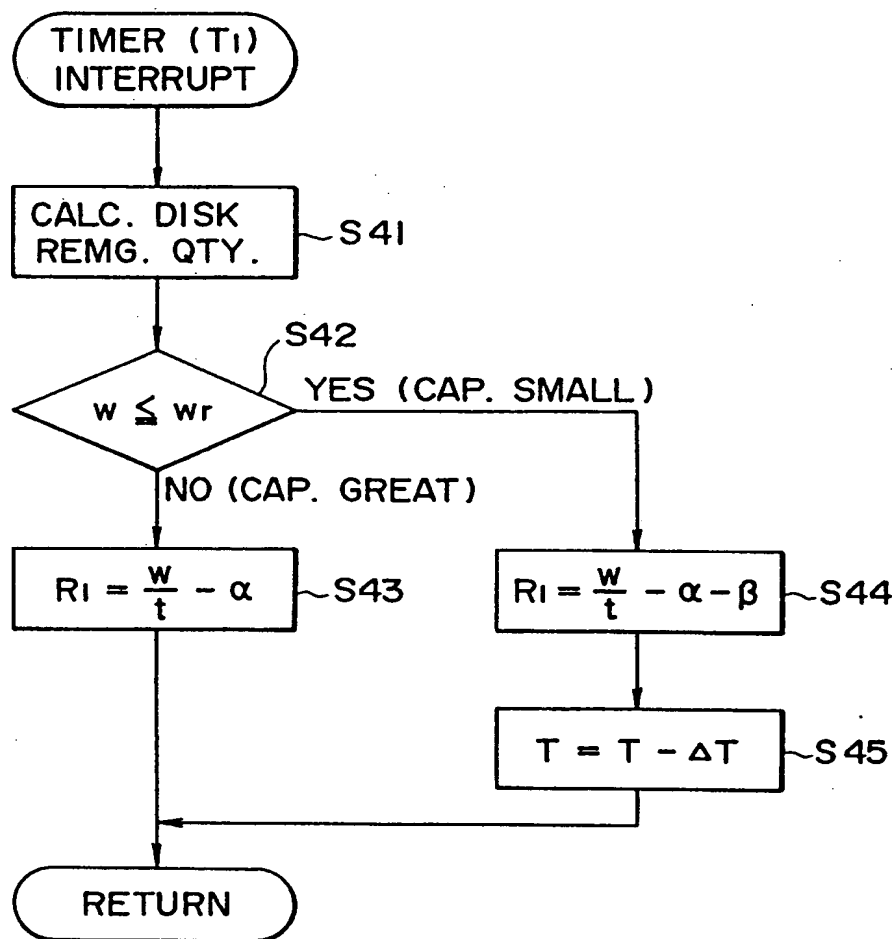 TIMER (T1)
INTERRUPT
CALC. DISK
REMG. QTY.
S41
S42
w ≦ wr
YES (CAP. SMALL)
NO (CAP. GREAT)
R1 = w/t - α
S43
R1 = w/t - α - β
S44
T = T - ΔT
S45
RETURN